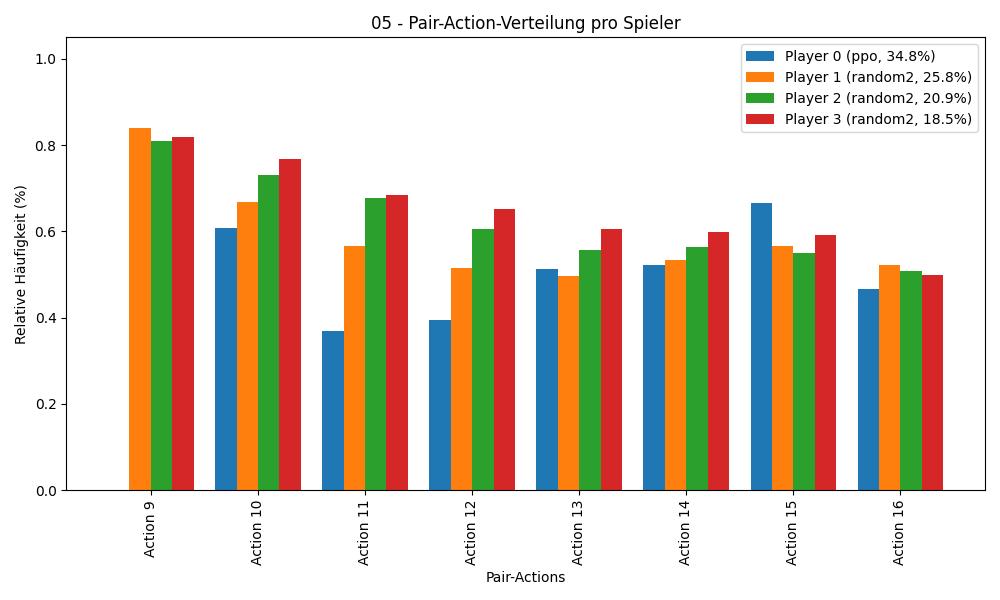 05 - Pair-Action-Verteilung pro Spieler
Player 0 (ppo, 34.8%)
Player 1 (random2, 25.8%)
Player 2 (random2, 20.9%)
Player 3 (random2, 18.5%)
Relative Häufigkeit (%)
1.0
0.8
0.6
0.4
0.2
0.0
Action 9
Action 10
Action 11
Action 12
Action 13
Action 14
Action 15
Action 16
Pair-Actions